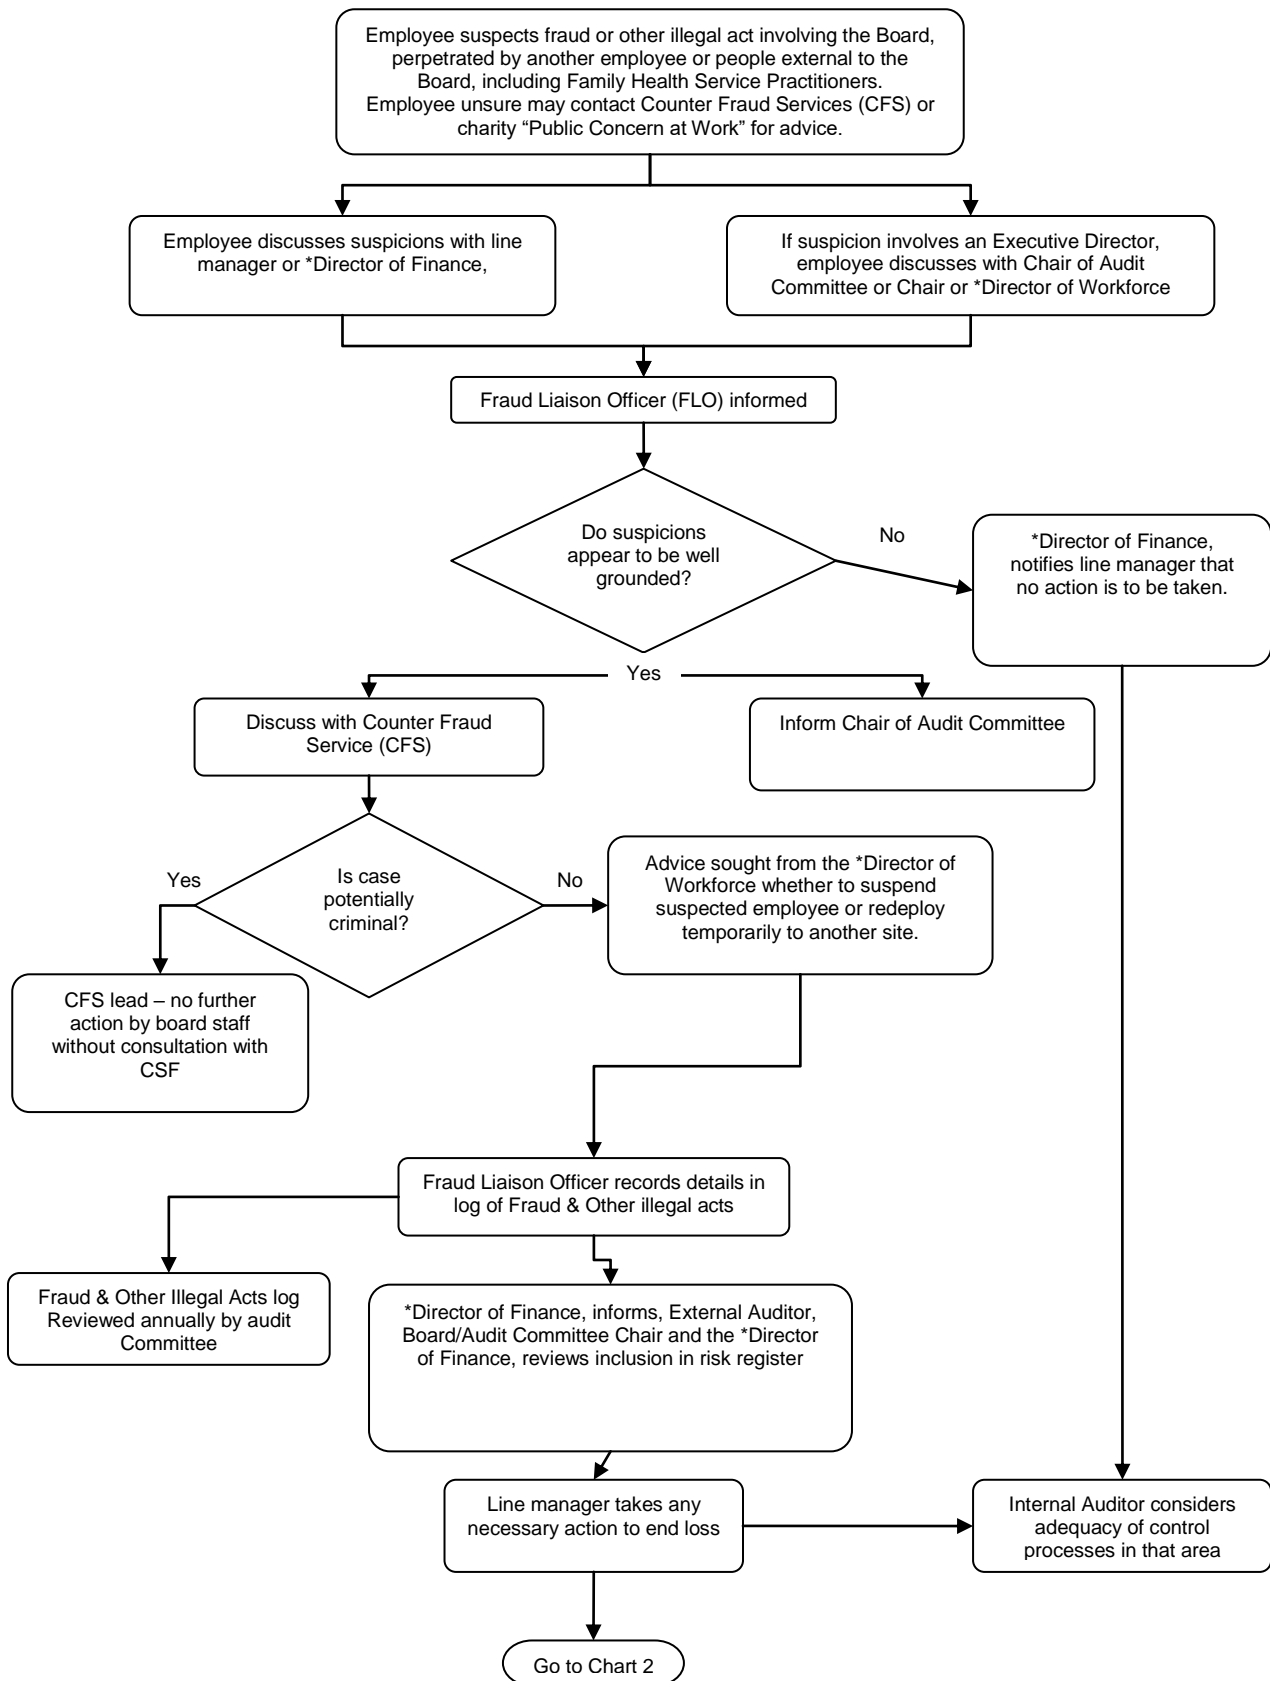 Employee suspects fraud or other illegal act involving the Board,
perpetrated by another employee or people external to the
Board, including Family Health Service Practitioners.
Employee unsure may contact Counter Fraud Services (CFS) or
charity “Public Concern at Work” for advice.
Employee discusses suspicions with line
manager or *Director of Finance,
If suspicion involves an Executive Director,
employee discusses with Chair of Audit
Committee or Chair or *Director of Workforce
Fraud Liaison Officer (FLO) informed
Do suspicions
appear to be well
grounded?
No
*Director of Finance,
notifies line manager that
no action is to be taken.
Yes
Discuss with Counter Fraud
Service (CFS)
Inform Chair of Audit Committee
Is case
potentially
criminal?
Yes
No
Advice sought from the *Director of
Workforce whether to suspend
suspected employee or redeploy
temporarily to another site.
CFS lead – no further
action by board staff
without consultation with
CSF
Fraud Liaison Officer records details in
log of Fraud & Other illegal acts
Fraud & Other Illegal Acts log
Reviewed annually by audit
Committee
*Director of Finance, informs, External Auditor,
Board/Audit Committee Chair and the *Director
of Finance, reviews inclusion in risk register
Line manager takes any
necessary action to end loss
Internal Auditor considers
adequacy of control
processes in that area
Go to Chart 2